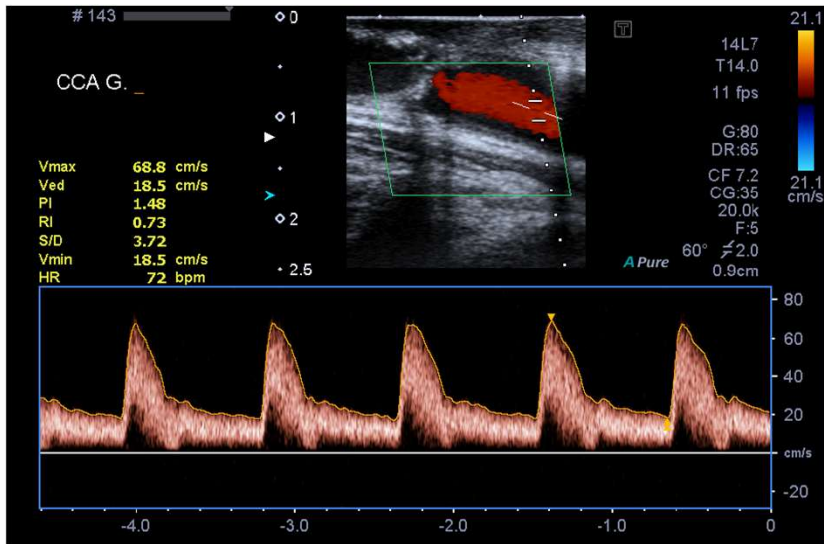 # 143
CCA G. _
Vmax 68.8 cm/s
Ved 18.5 cm/s
PI 1.48
RI 0.73
S/D 3.72
Vmin 18.5 cm/s
HR 72 bpm
0
1
2
2.5
T
14L7
T14.0
11 fps
G:80
DR:65
CF 7.2
CG:35
20.0k
F:5
60° 2.0
0.9cm
A Pure
21.1
21.1
cm/s
80
60
40
20
cm/s
-20
-4.0 -3.0 -2.0 -1.0 0